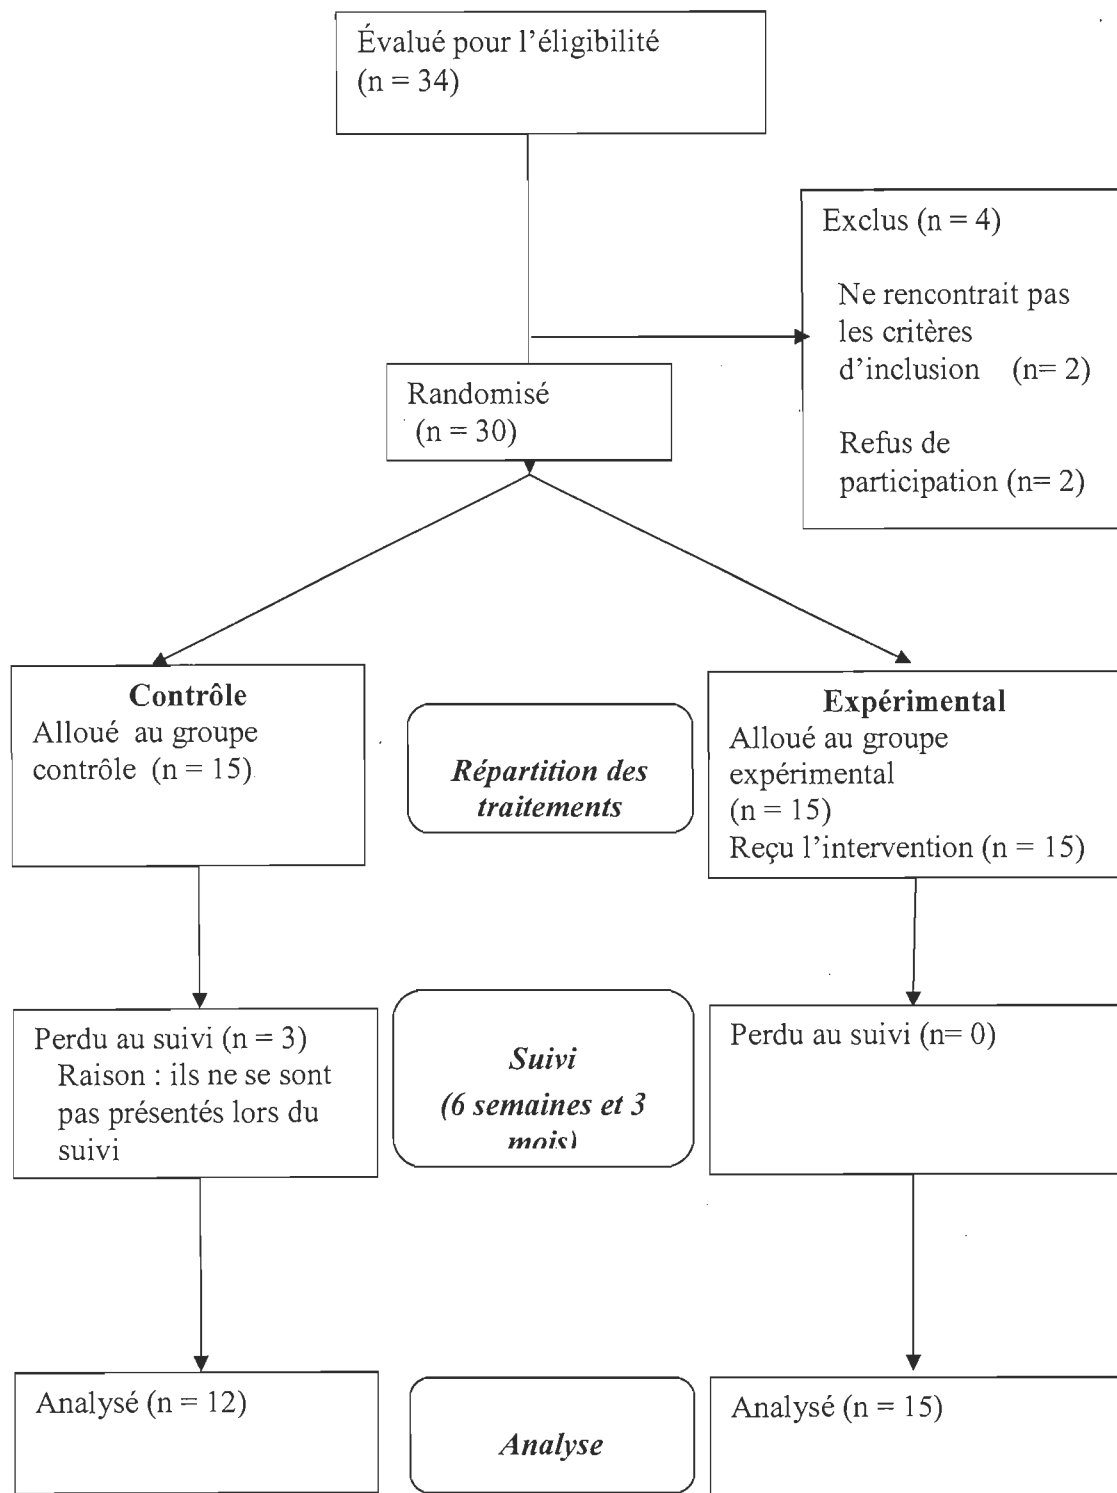 Évalué pour l'éligibilité
(n = 34)
Exclus (n = 4)
Ne rencontrait pas
les critères
d'inclusion (n= 2)
Refus de
participation (n= 2)
Randomisé
(n = 30)
Contrôle
Alloué au groupe
contrôle (n = 15)
Répartition des
traitements
Expérimental
Alloué au groupe
expérimental
(n = 15)
Reçu l'intervention (n = 15)
Perdu au suivi (n = 3)
Raison : ils ne se sont
pas présentés lors du
suivi
Suivi
(6 semaines et 3
mois)
Perdu au suivi (n= 0)
Analysé (n = 12)
Analyse
Analysé (n = 15)